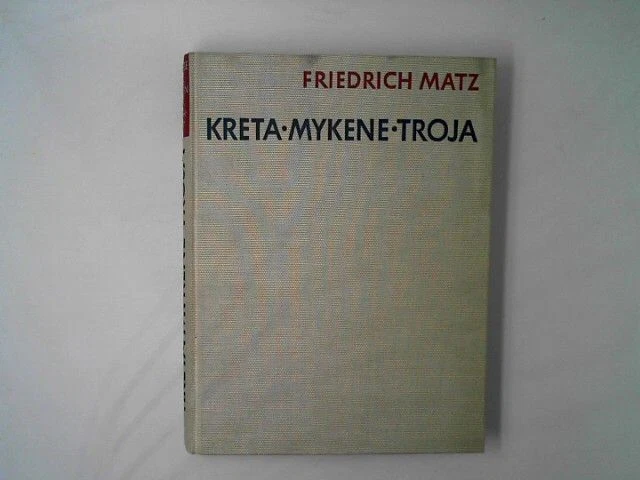 FRIEDRICH MATZ
KRETA·MYKENE·TROJA